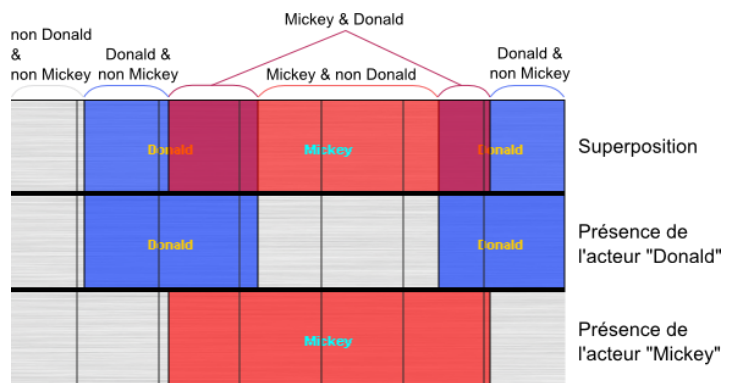 Mickey & Donald
non Donald
&
non Mickey
Donald &
non Mickey
Mickey & non Donald
Donald &
non Mickey
Donald
Mickey
Donald
Superposition
Donald
Donald
Présence de
l'acteur "Donald"
Mickey
Présence de
l'acteur "Mickey"